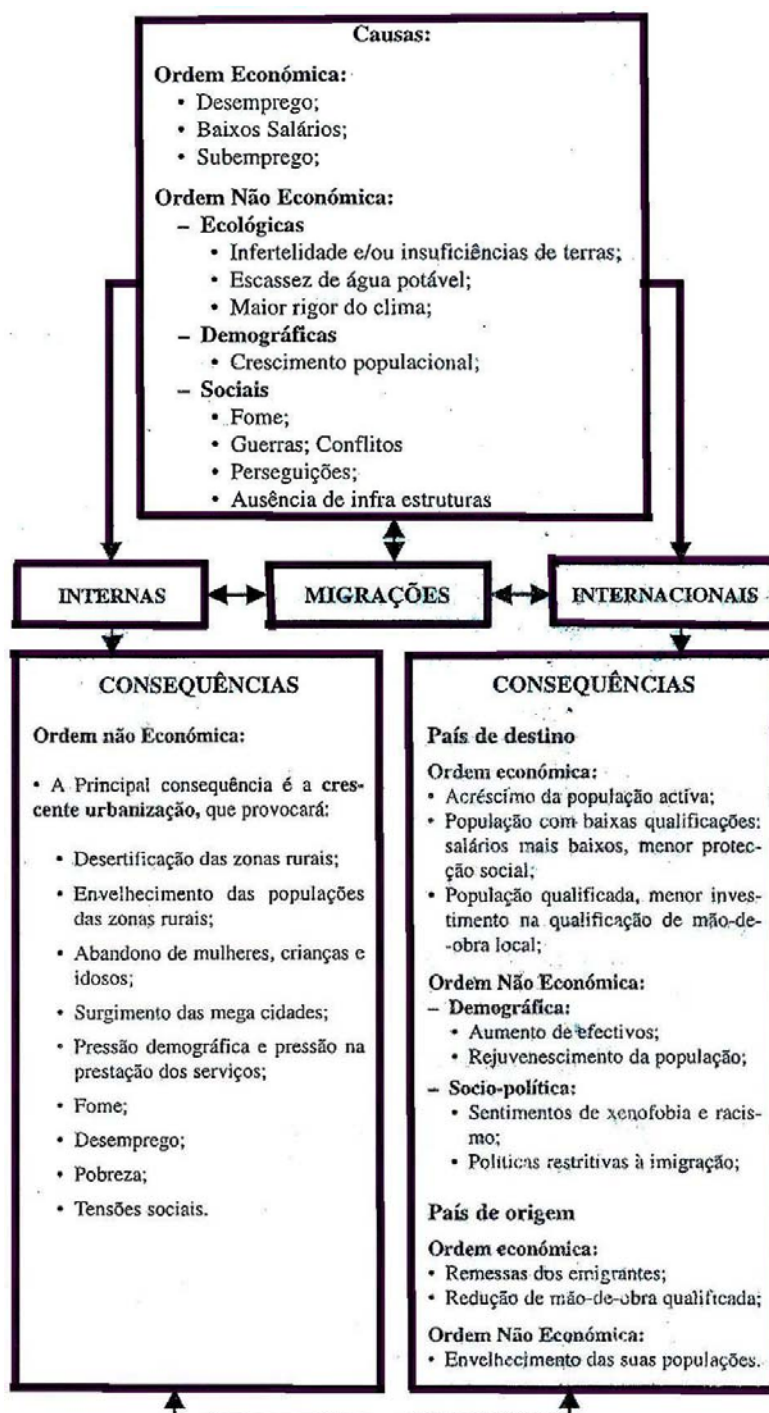 Causas:
Ordem Económica:
• Desemprego;
• Baixos Salários;
• Subemprego;
Ordem Não Económica:
– Ecológicas
• Infertelidade e/ou insuficiências de terras;
• Escassez de água potável;
• Maior rigor do clima;
– Demográficas
• Crescimento populacional;
– Sociais
• Fome;
• Guerras; Conflitos
• Perseguições;
• Ausência de infra estruturas
INTERNAS
MIGRAÇÕES
INTERNACIONAIS
CONSEQUÊNCIAS
Ordem não Económica:
• A Principal consequência é a cres-
cente urbanização, que provocará:
• Desertificação das zonas rurais;
• Envelhecimento das populações
das zonas rurais;
• Abandono de mulheres, crianças e
idosos;
• Surgimento das mega cidades;
• Pressão demográfica e pressão na
prestação dos serviços;
• Fome;
• Desemprego;
• Pobreza;
• Tensões sociais.
CONSEQUÊNCIAS
País de destino
Ordem económica:
• Acréscimo da população activa;
• População com baixas qualificações:
salários mais baixos, menor protec-
ção social;
• População qualificada, menor inves-
timento na qualificação de mão-de-
-obra local;
Ordem Não Económica:
– Demográfica:
• Aumento de efectivos;
• Rejuvenescimento da população;
– Socio-política:
• Sentimentos de xenofobia e racis-
mo;
• Políticas restritivas à imigração;
País de origem
Ordem económica:
• Remessas dos emigrantes;
• Redução de mão-de-obra qualificada;
Ordem Não Económica:
• Envelhecimento das suas populações.